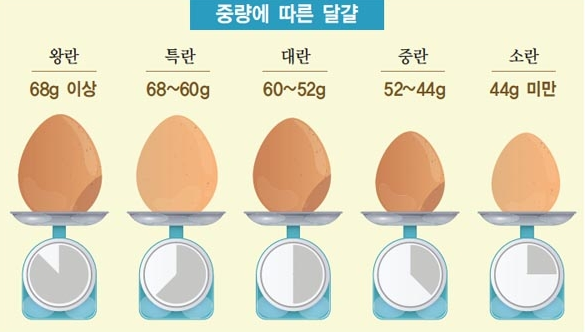 중량에 따른 달걀
왕란 특란 대란 중란 소란
68g 이상 68~60g 60~52g 52~44g 44g 미만